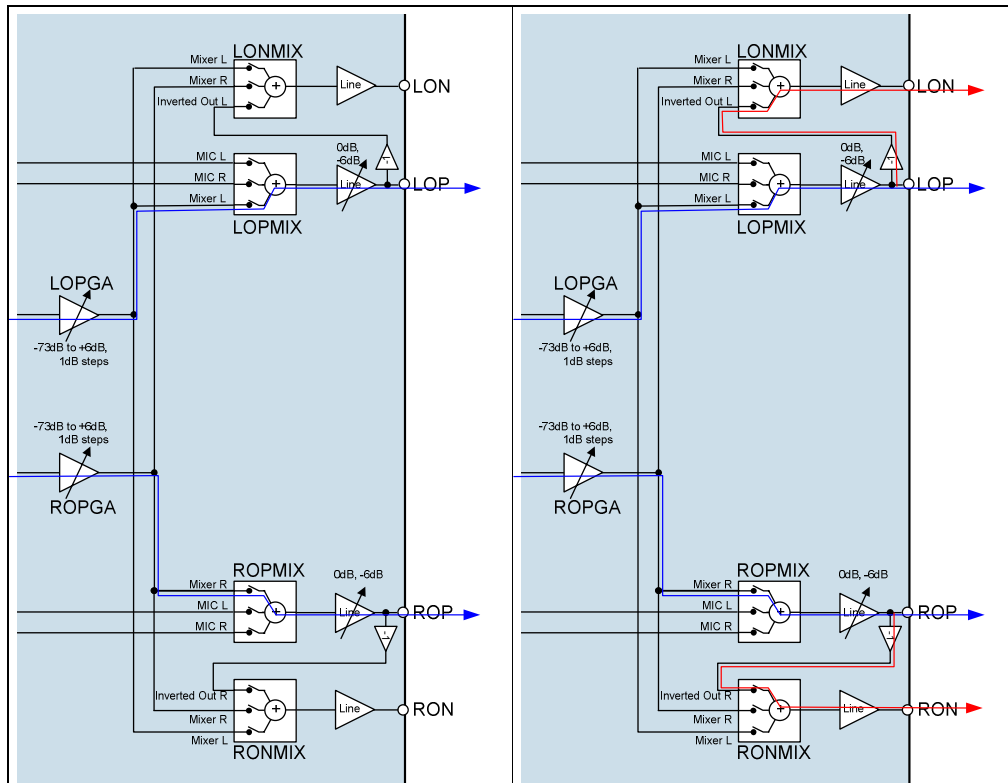 LONMIX
Mixer L
Mixer R
Inverted Out L
+
Line
LON
MIC L
MIC R
Mixer L
+
0dB,
-6dB
Line
-1
LOP
LOPMIX
LOPGA
-73dB to +6dB,
1dB steps
-73dB to +6dB,
1dB steps
ROPGA
ROPMIX
Mixer R
MIC L
MIC R
+
0dB, -6dB
Line
-1
ROP
Inverted Out R
Mixer R
Mixer L
+
Line
RON
RONMIX
LONMIX
Mixer L
Mixer R
Inverted Out L
+
Line
LON
MIC L
MIC R
Mixer L
+
0dB,
-6dB
Line
-1
LOP
LOPMIX
LOPGA
-73dB to +6dB,
1dB steps
-73dB to +6dB,
1dB steps
ROPGA
ROPMIX
Mixer R
MIC L
MIC R
+
0dB, -6dB
Line
-1
ROP
Inverted Out R
Mixer R
Mixer L
+
Line
RON
RONMIX